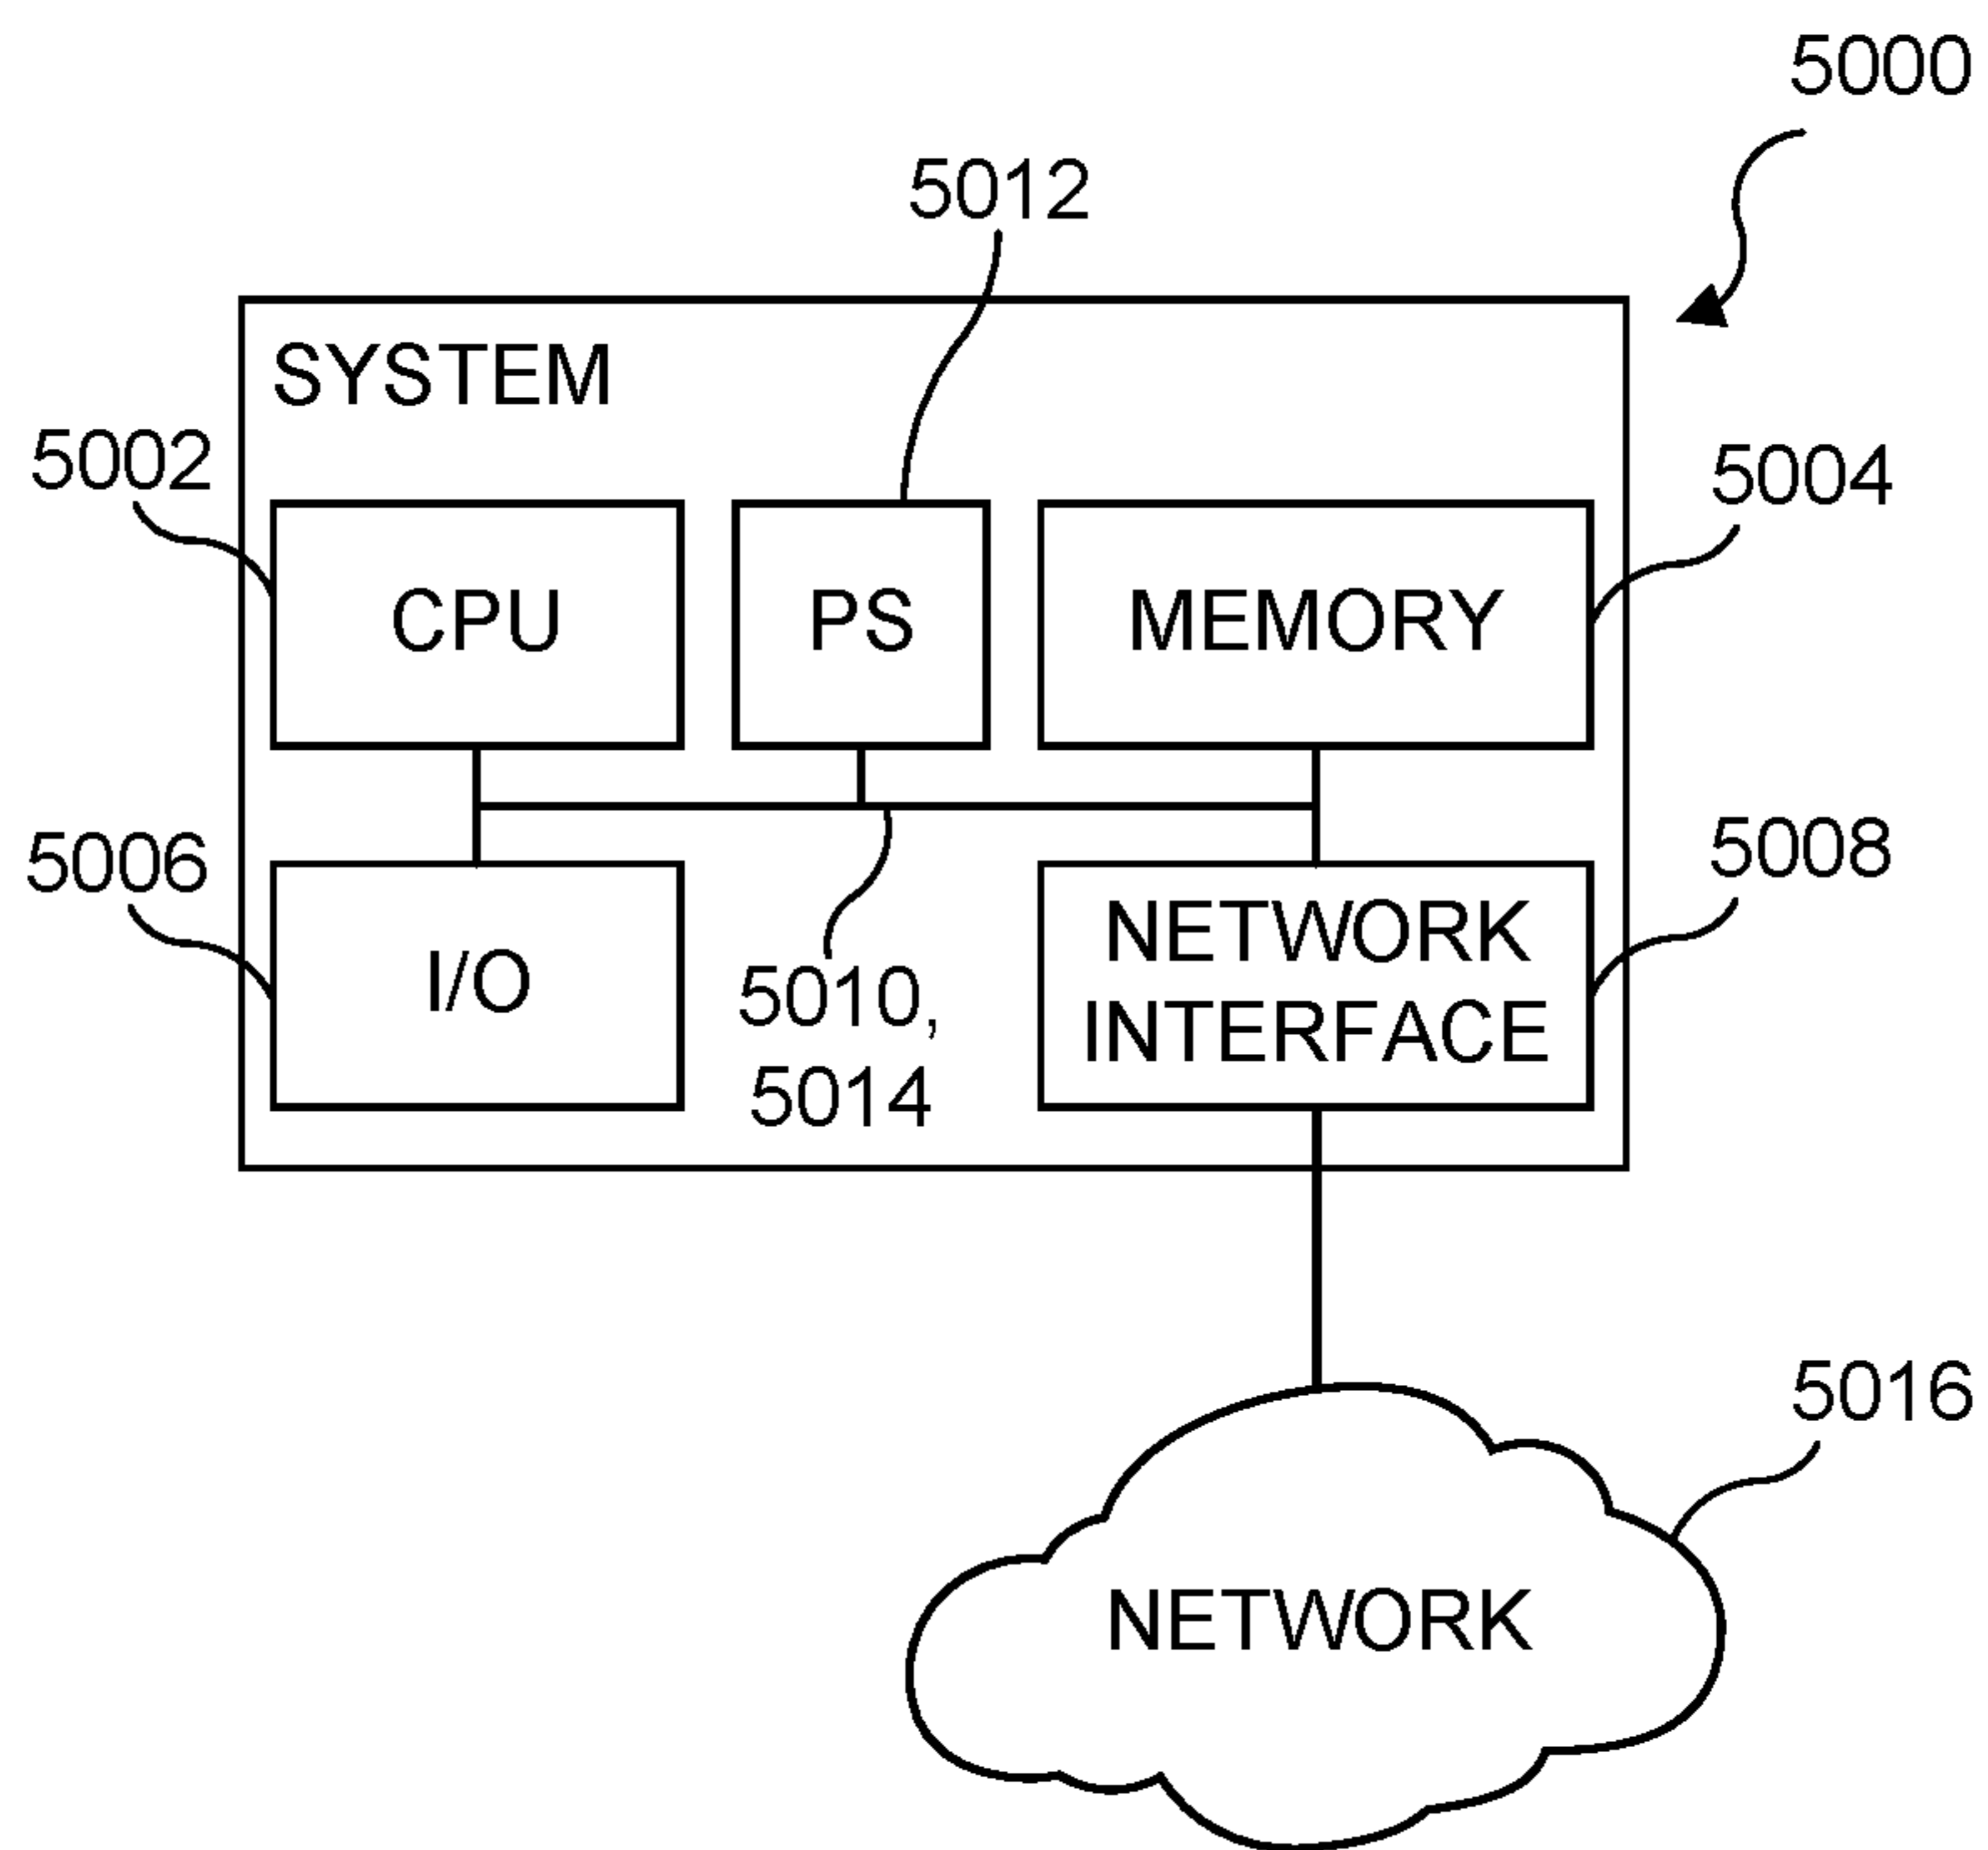 5000
5012
SYSTEM
5002
5004
CPU
PS
MEMORY
5006
5008
I/O
5010,
5014
NETWORK
INTERFACE
5016
NETWORK